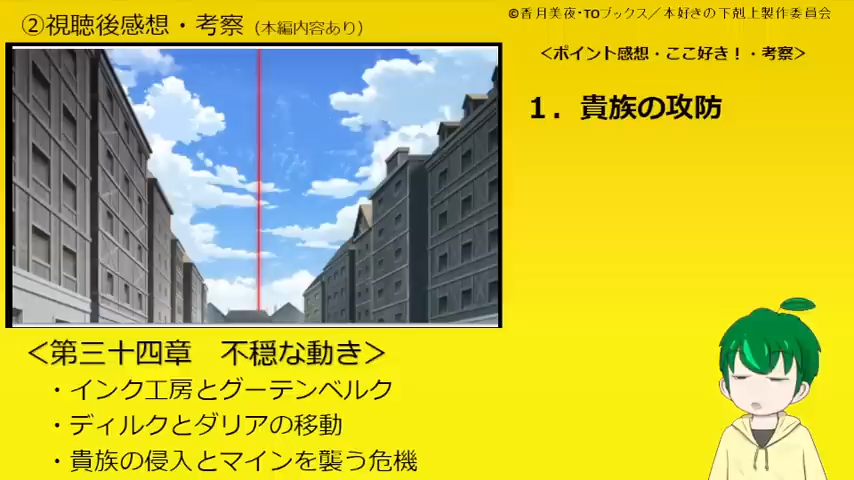 ②視聴後感想・考察 (本編内容あり)
©香月美夜・TOブックス／本好きの下剋上製作委員会
＜ポイント感想・ここ好き！・考察＞
１．貴族の攻防
＜第三十四章　不穏な動き＞
・インク工房とグーテンベルク
・ディルクとダリアの移動
・貴族の侵入とマインを襲う危機